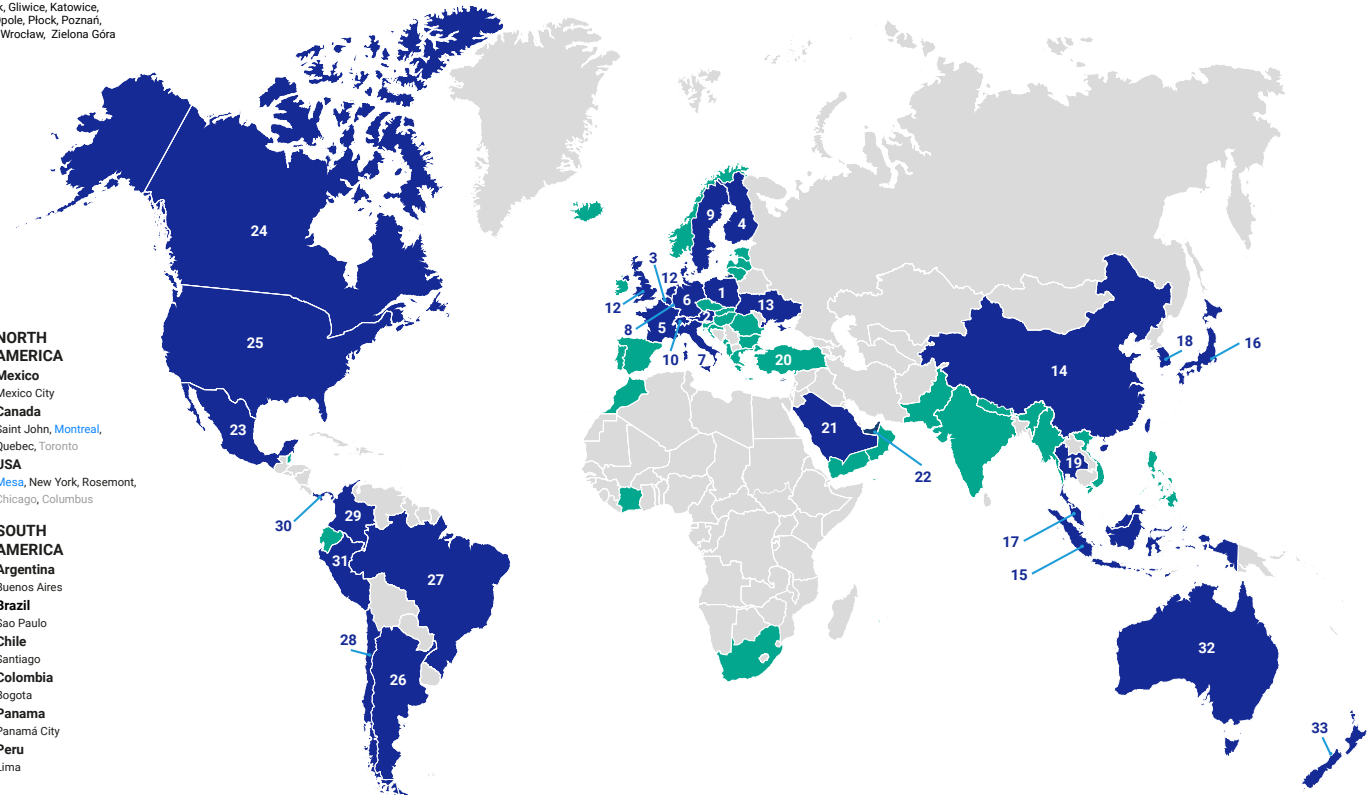 k, Gliwice, Katowice,
pole, Płock, Poznań,
Wrocław, Zielona Góra
NORTH
AMERICA
Mexico
Mexico City
Canada
Saint John, Montreal,
Quebec, Toronto
USA
Mesa, New York, Rosemont,
Chicago, Columbus
SOUTH
AMERICA
Argentina
Buenos Aires
Brazil
Sao Paulo
Chile
Santiago
Colombia
Bogota
Panama
Panamá City
Peru
Lima
24
25
23
30
29
31
27
28
26
9
4
3
12
12
6
1
13
8
5
2
10
7
20
21
22
14
18
16
19
17
15
32
33